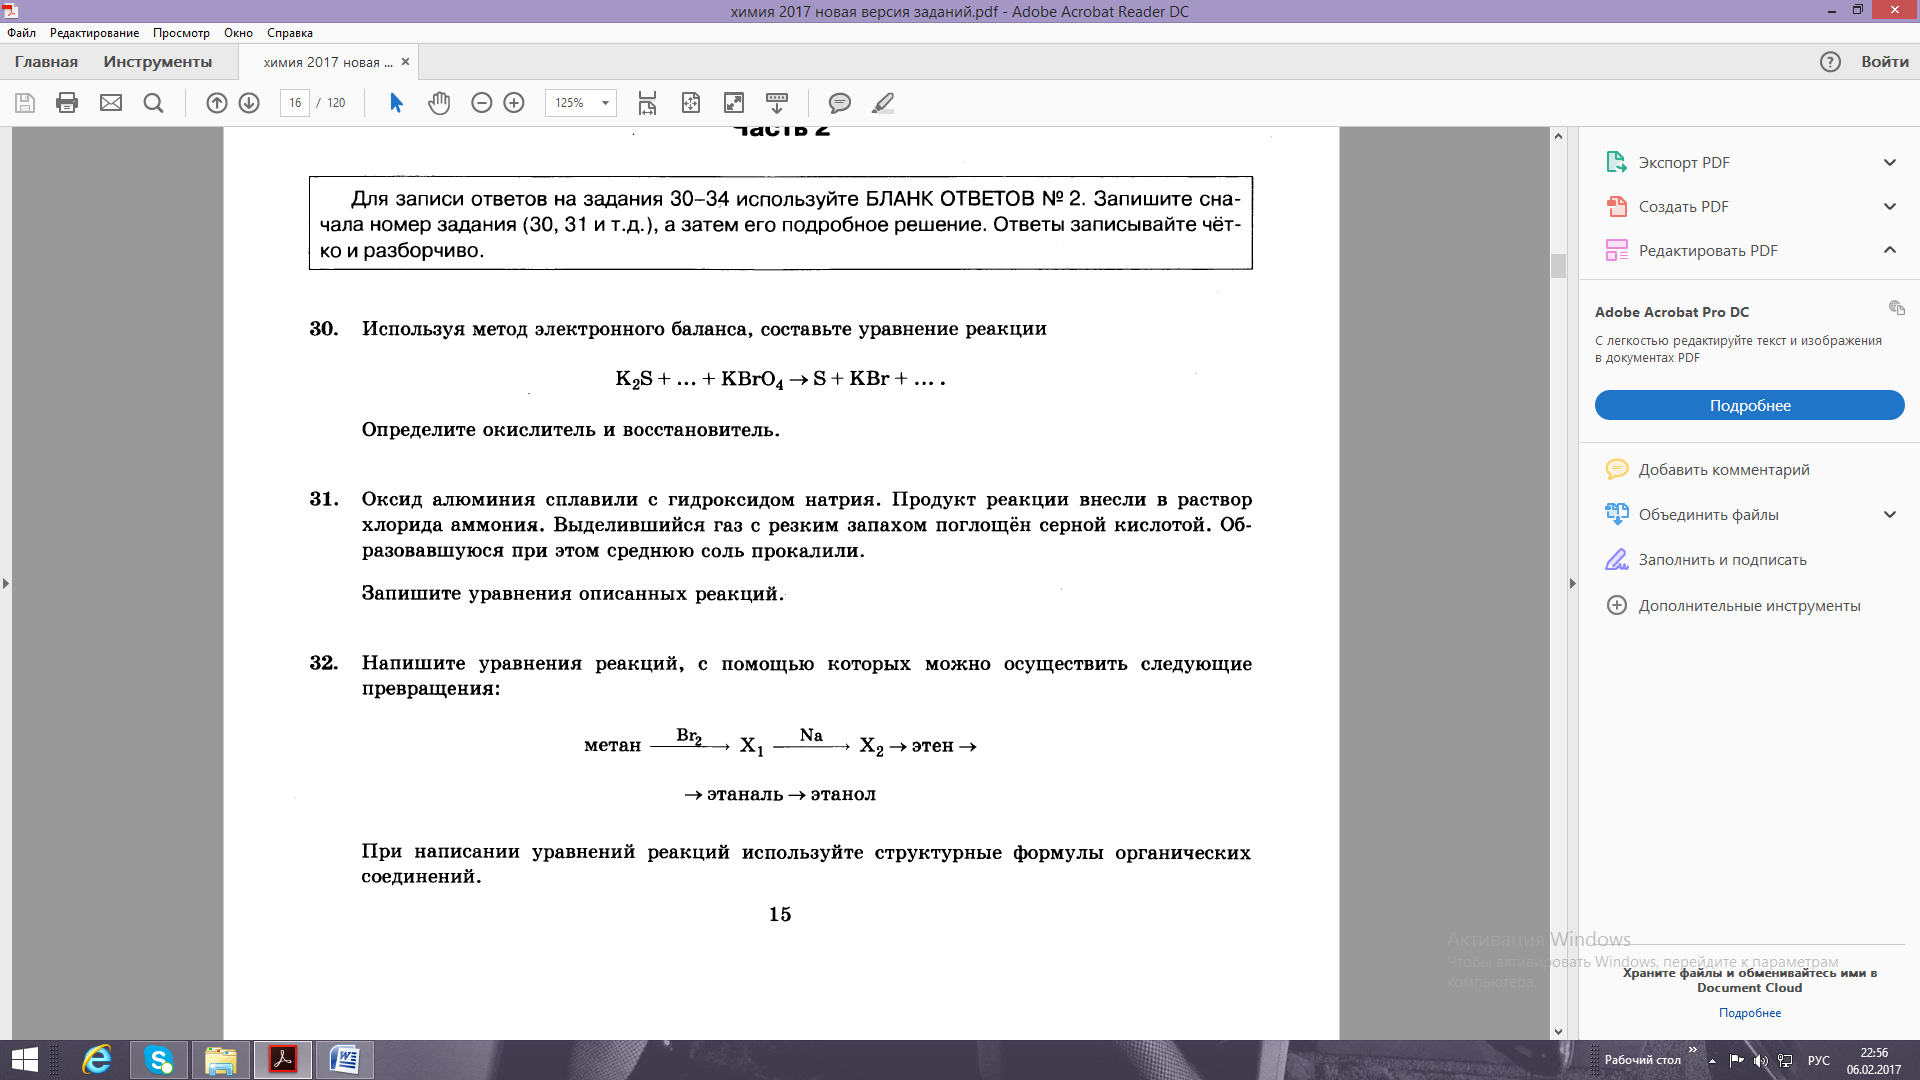 химия 2017 новая версия заданий.pdf - Adobe Acrobat Reader DC
Файл Редактирование Просмотр Окно Справка
Главная Инструменты химия 2017 новая ... × Войти
16 / 120 125%
Часть 2
Для записи ответов на задания 30–34 используйте БЛАНК ОТВЕТОВ № 2. Запишите сна-
чала номер задания (30, 31 и т.д.), а затем его подробное решение. Ответы записывайте чёт-
ко и разборчиво.
30. Используя метод электронного баланса, составьте уравнение реакции
K₂S + ... + KBrO₄ → S + KBr + ... .
Определите окислитель и восстановитель.
31. Оксид алюминия сплавили с гидроксидом натрия. Продукт реакции внесли в раствор
хлорида аммония. Выделившийся газ с резким запахом поглощён серной кислотой. Об-
разовавшуюся при этом среднюю соль прокалили.
Запишите уравнения описанных реакций.
32. Напишите уравнения реакций, с помощью которых можно осуществить следующие
превращения:
метан —Br₂→ X₁ —Na→ X₂ → этен →
→ этаналь → этанол
При написании уравнений реакций используйте структурные формулы органических
соединений.
15
Экспорт PDF
Создать PDF
Редактировать PDF
Adobe Acrobat Pro DC
С легкостью редактируйте текст и изображения
в документах PDF
Подробнее
Добавить комментарий
Объединить файлы
Заполнить и подписать
Дополнительные инструменты
Активация Windows
Чтобы активировать Windows, перейдите к параметрам
компьютера.
Храните файлы и обменивайтесь ими в
Document Cloud
Подробнее
Рабочий стол » РУС 22:56
06.02.2017